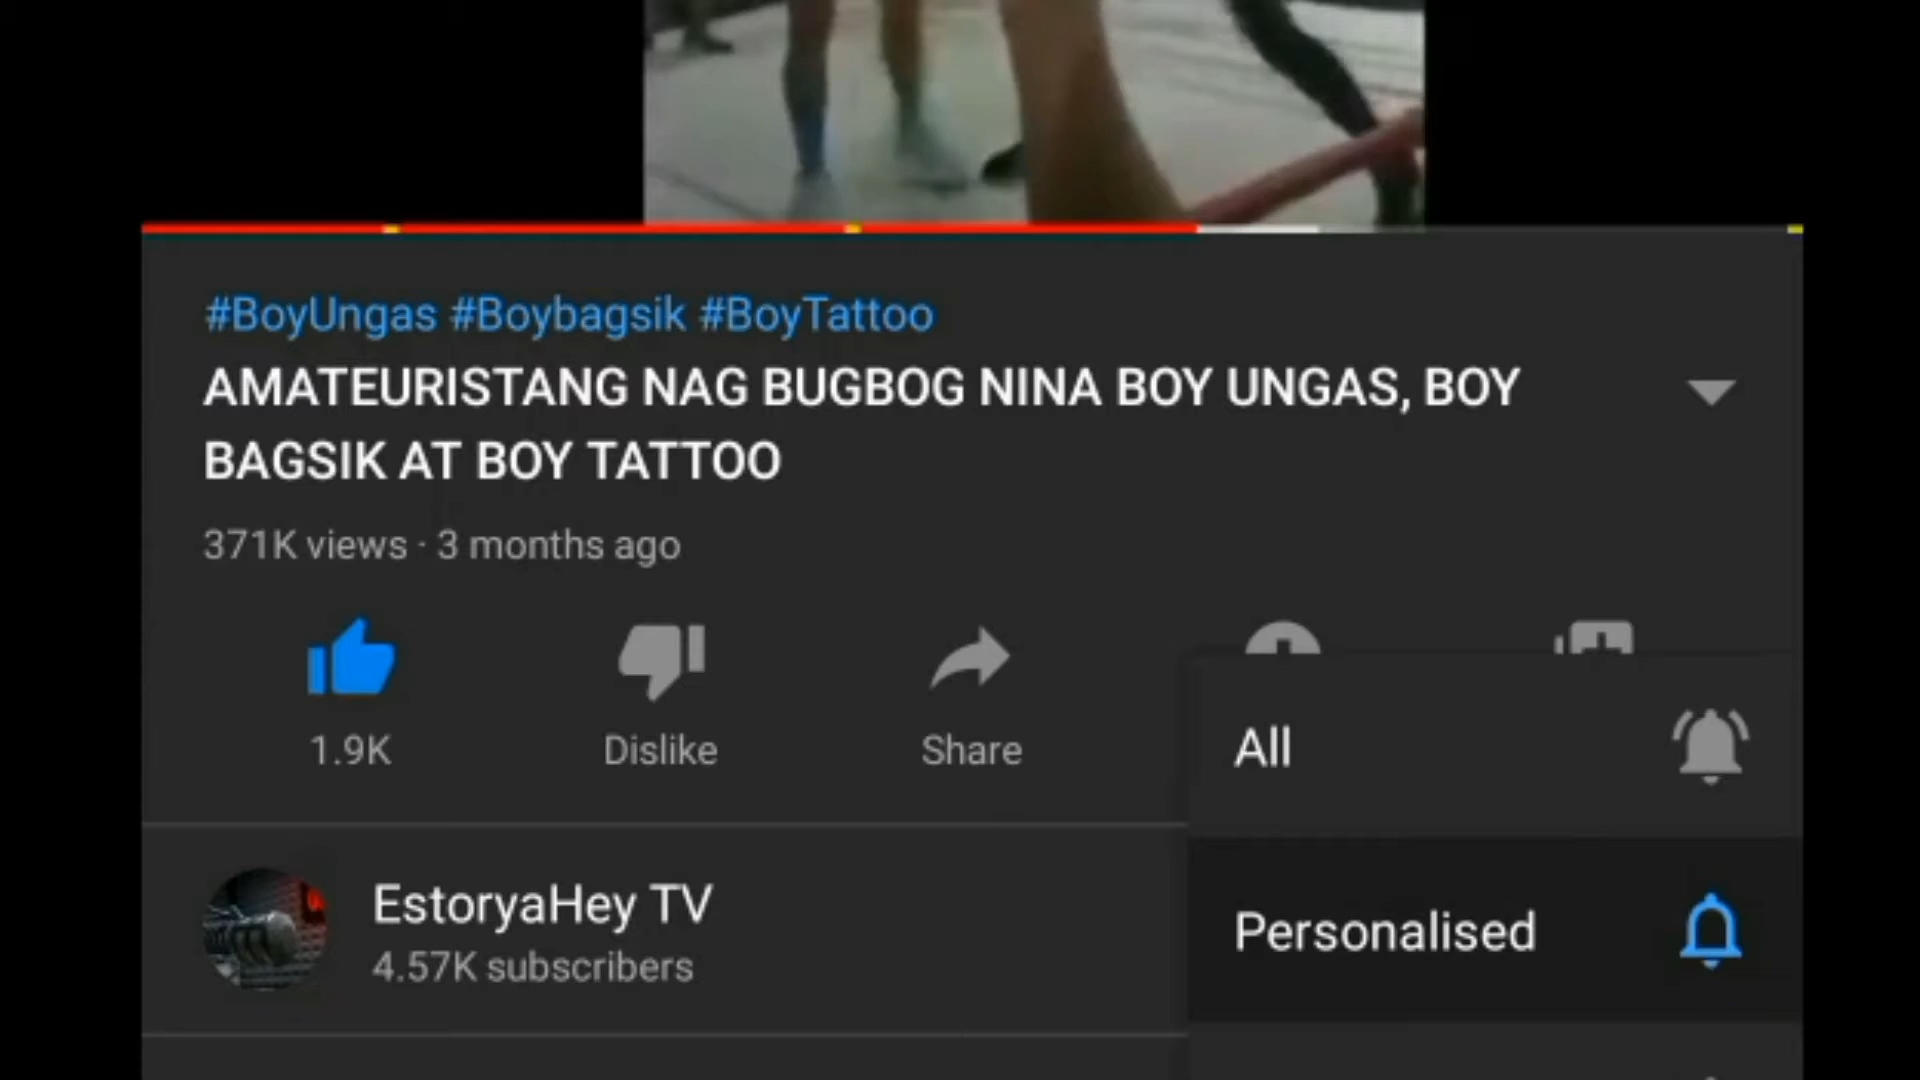 #BoyUngas #Boybagsik #BoyTattoo
AMATEURISTANG NAG BUGBOG NINA BOY UNGAS, BOY
BAGSIK AT BOY TATTOO
371K views · 3 months ago
1.9K
Dislike
Share
All
EstoryaHey TV
4.57K subscribers
Personalised